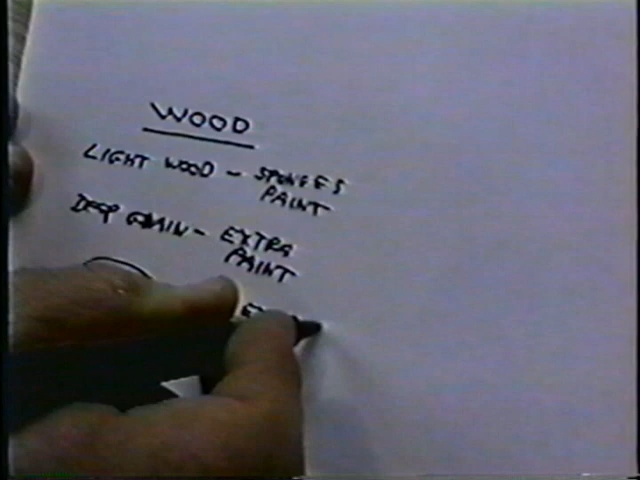 WOOD
LIGHT WOOD - SPONGES
PAINT
DEEP GRAIN - EXTRA
PAINT
E